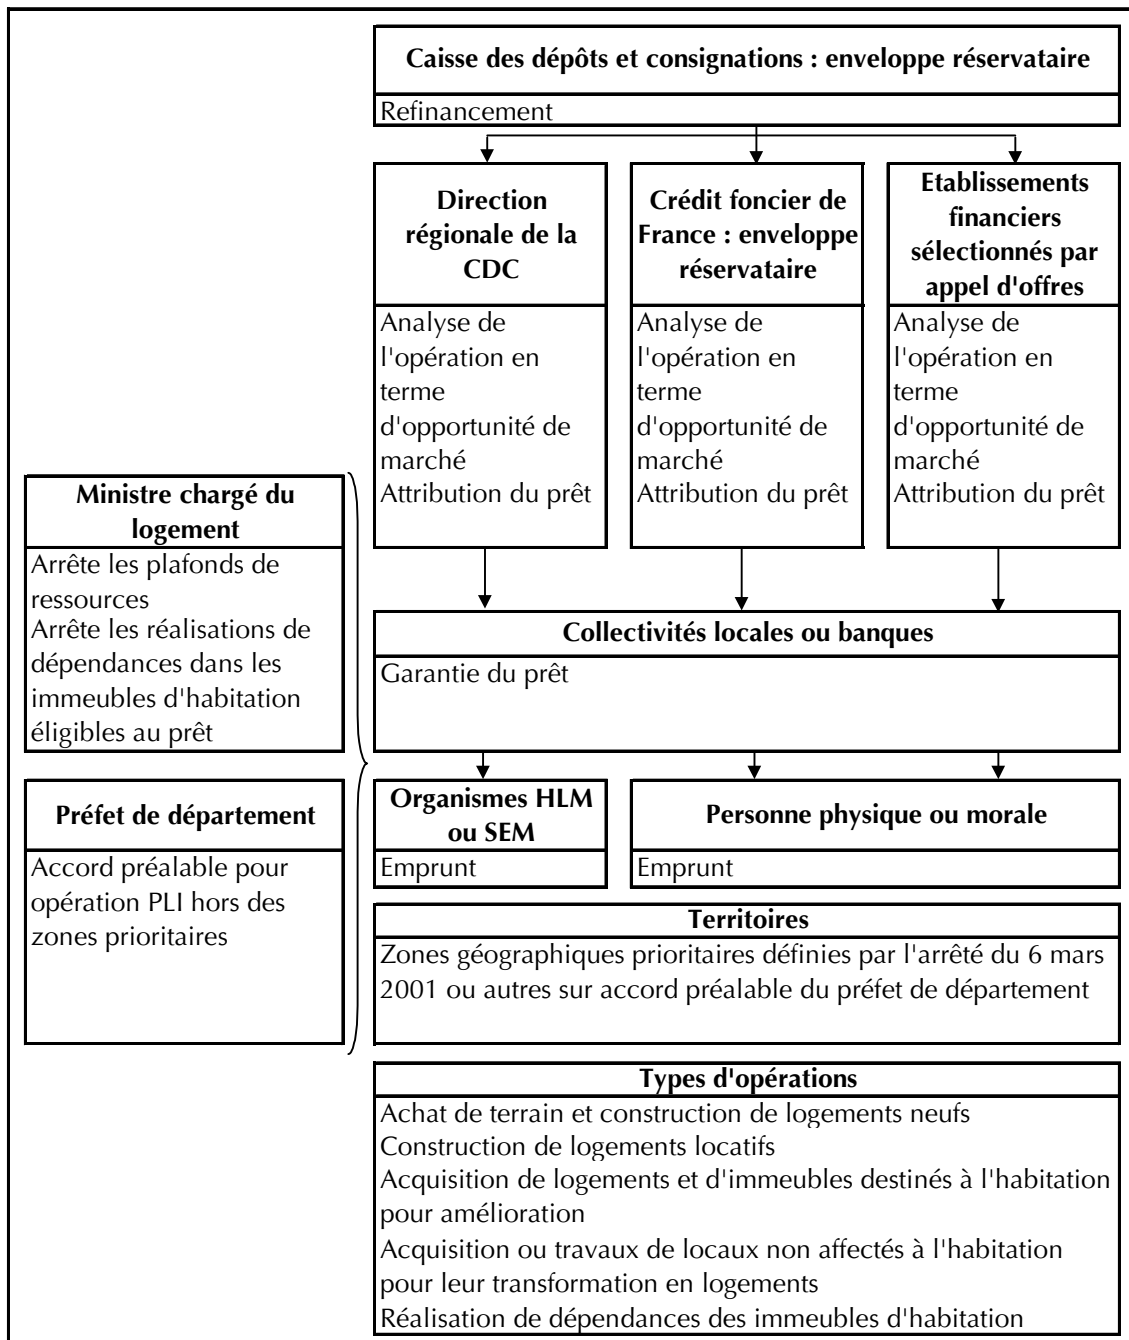 Caisse des dépôts et consignations : enveloppe réservataire
Refinancement
Direction
régionale de la
CDC
Analyse de
l'opération en
terme
d'opportunité de
marché
Attribution du prêt
Crédit foncier de
France : enveloppe
réservataire
Analyse de
l'opération en
terme
d'opportunité de
marché
Attribution du prêt
Etablissements
financiers
sélectionnés par
appel d'offres
Analyse de
l'opération en
terme
d'opportunité de
marché
Attribution du prêt
Ministre chargé du
logement
Arrête les plafonds de
ressources
Arrête les réalisations de
dépendances dans les
immeubles d'habitation
éligibles au prêt
Préfet de département
Accord préalable pour
opération PLI hors des
zones prioritaires
Collectivités locales ou banques
Garantie du prêt
Organismes HLM
ou SEM
Emprunt
Personne physique ou morale
Emprunt
Territoires
Zones géographiques prioritaires définies par l'arrêté du 6 mars
2001 ou autres sur accord préalable du préfet de département
Types d'opérations
Achat de terrain et construction de logements neufs
Construction de logements locatifs
Acquisition de logements et d'immeubles destinés à l'habitation
pour amélioration
Acquisition ou travaux de locaux non affectés à l'habitation
pour leur transformation en logements
Réalisation de dépendances des immeubles d'habitation